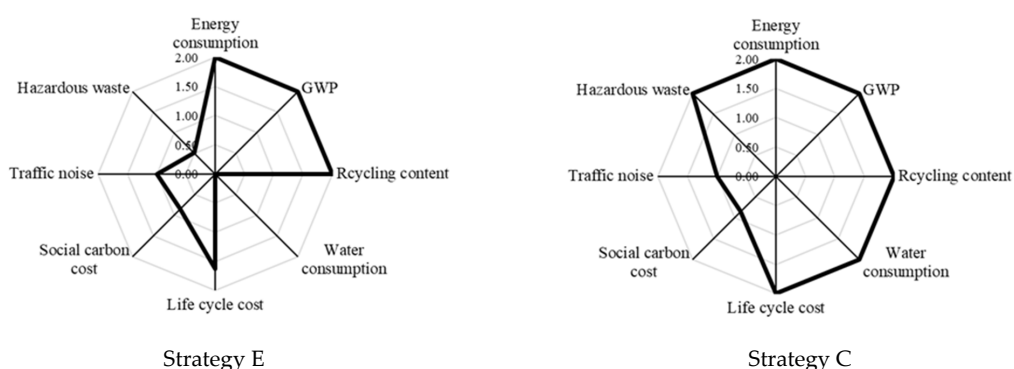 Energy
consumption
2.00
Hazardous waste
1.50
GWP
1.00
0.50
Traffic noise
0.00
Rcycling content
Social carbon
cost
Water
consumption
Life cycle cost
Strategy E
Energy
consumption
2.00
Hazardous waste
1.50
GWP
1.00
0.50
Traffic noise
0.00
Rcycling content
Social carbon
cost
Water
consumption
Life cycle cost
Strategy C